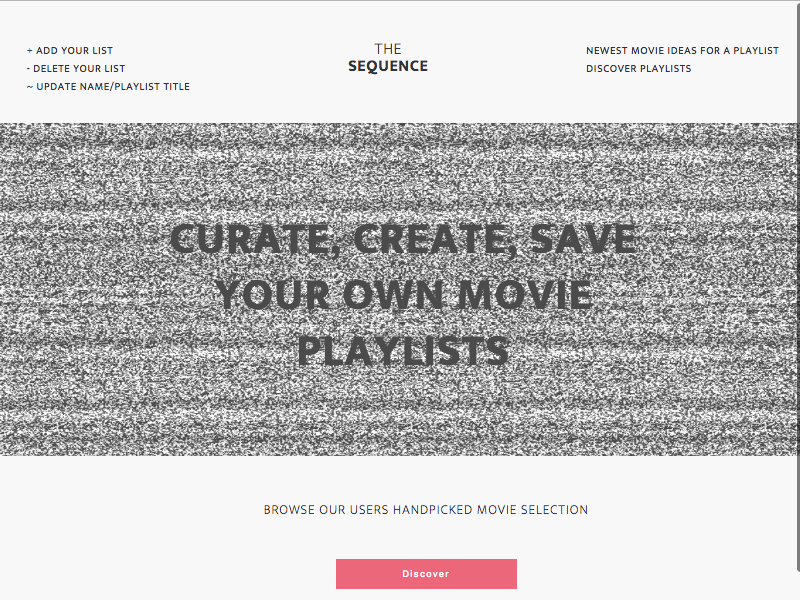 + ADD YOUR LIST
- DELETE YOUR LIST
~ UPDATE NAME/PLAYLIST TITLE
THE
SEQUENCE
NEWEST MOVIE IDEAS FOR A PLAYLIST
DISCOVER PLAYLISTS
CURATE, CREATE, SAVE
YOUR OWN MOVIE
PLAYLISTS
BROWSE OUR USERS HANDPICKED MOVIE SELECTION
Discover